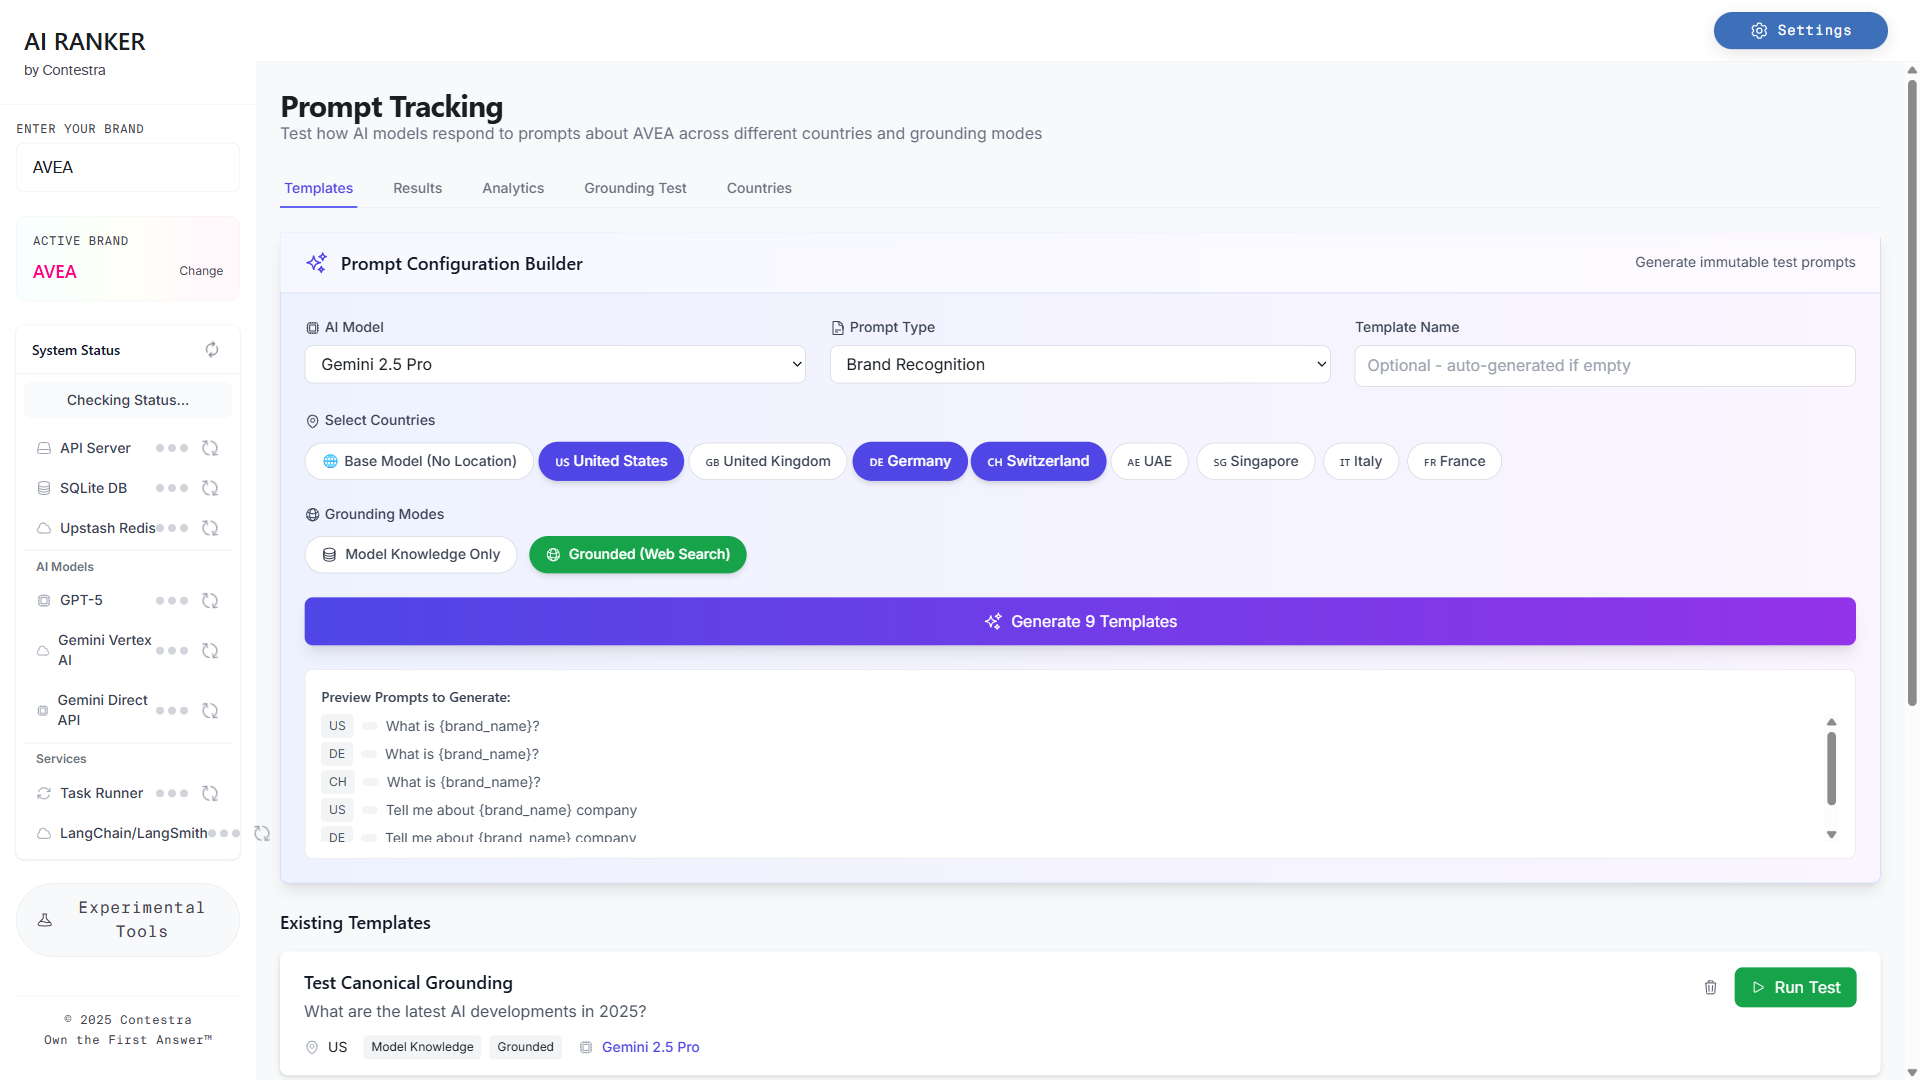 AI RANKER
by Contestra
ENTER YOUR BRAND
AVEA
ACTIVE BRAND
AVEA
Change
System Status
Checking Status...
API Server
SQLite DB
Upstash Redis
AI Models
GPT-5
Gemini Vertex
AI
Gemini Direct
API
Services
Task Runner
LangChain/LangSmith
Experimental
Tools
© 2025 Contestra
Own the First Answer™
Settings
Prompt Tracking
Test how AI models respond to prompts about AVEA across different countries and grounding modes
Templates
Results
Analytics
Grounding Test
Countries
Prompt Configuration Builder
Generate immutable test prompts
AI Model
Prompt Type
Template Name
Gemini 2.5 Pro
Brand Recognition
Optional - auto-generated if empty
Select Countries
Base Model (No Location)
US United States
GB United Kingdom
DE Germany
CH Switzerland
AE UAE
SG Singapore
IT Italy
FR France
Grounding Modes
Model Knowledge Only
Grounded (Web Search)
Generate 9 Templates
Preview Prompts to Generate:
US What is {brand_name}?
DE What is {brand_name}?
CH What is {brand_name}?
US Tell me about {brand_name} company
DE Tell me about {brand_name} company
Existing Templates
Test Canonical Grounding
What are the latest AI developments in 2025?
US
Model Knowledge
Grounded
Gemini 2.5 Pro
Run Test